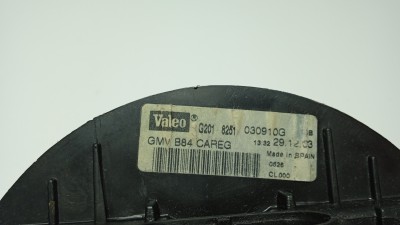 Valeo® G201 8251 030910G
GMV B84 CAREG 13:32 29.12.03
Made in SPAIN
0526
CL000